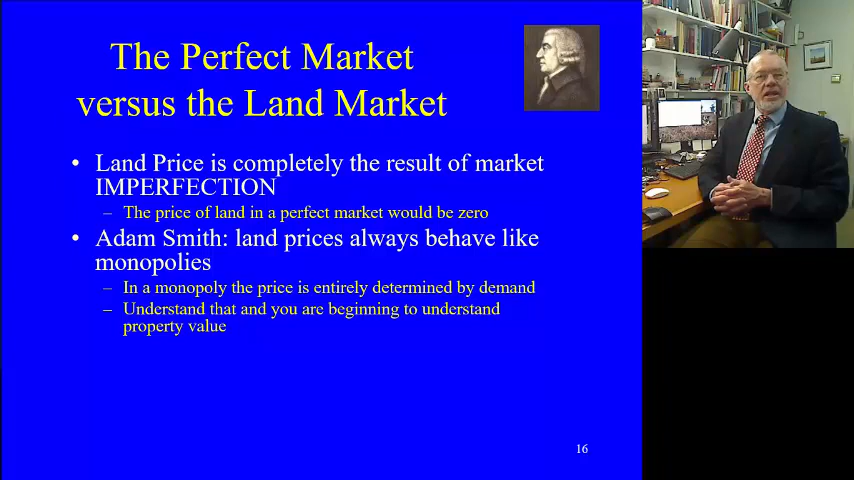 The Perfect Market
versus the Land Market
• Land Price is completely the result of market
IMPERFECTION
– The price of land in a perfect market would be zero
• Adam Smith: land prices always behave like
monopolies
– In a monopoly the price is entirely determined by demand
– Understand that and you are beginning to understand
property value
16